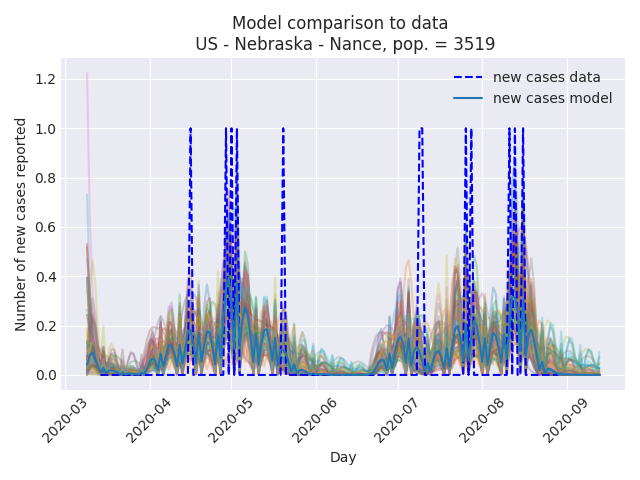 Model comparison to data
US - Nebraska - Nance, pop. = 3519
new cases data
new cases model
Number of new cases reported
1.2
1.0
0.8
0.6
0.4
0.2
0.0
2020-03
2020-04
2020-05
2020-06
2020-07
2020-08
2020-09
Day